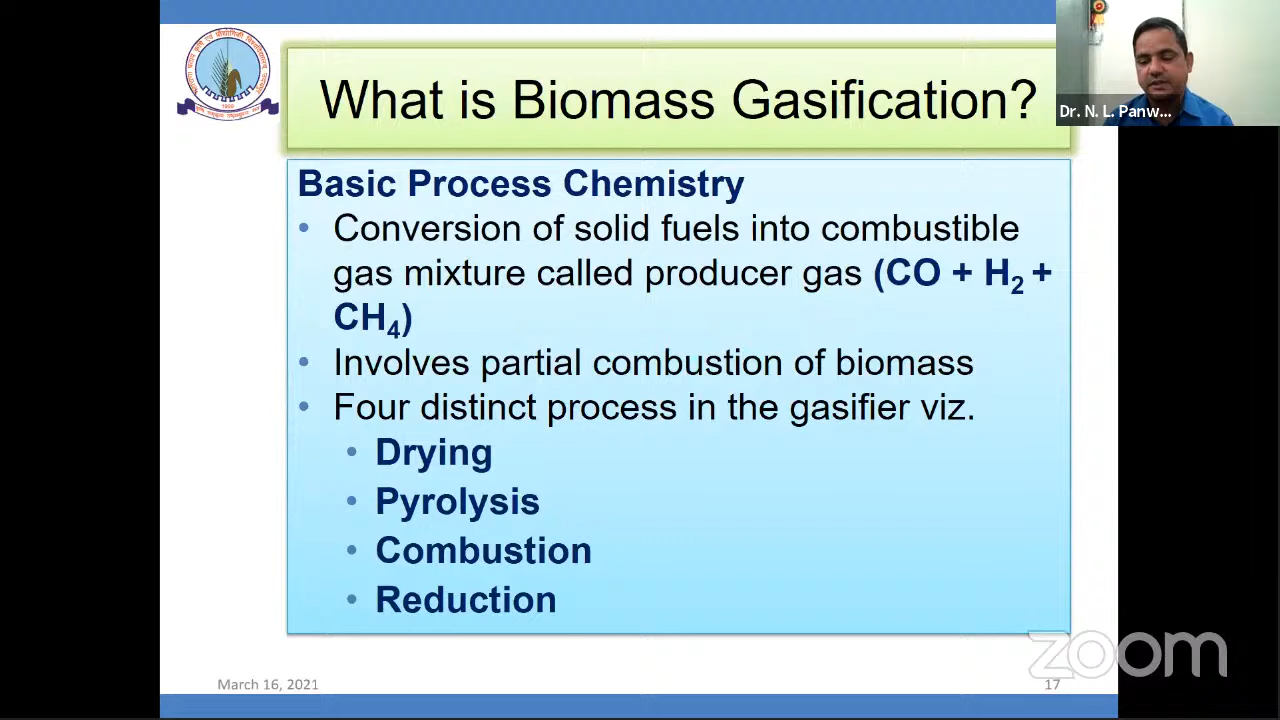 What is Biomass Gasification?
Dr. N. L. Panw...
Basic Process Chemistry
• Conversion of solid fuels into combustible
gas mixture called producer gas (CO + H₂ +
CH₄)
• Involves partial combustion of biomass
• Four distinct process in the gasifier viz.
• Drying
• Pyrolysis
• Combustion
• Reduction
zoom
March 16, 2021
17